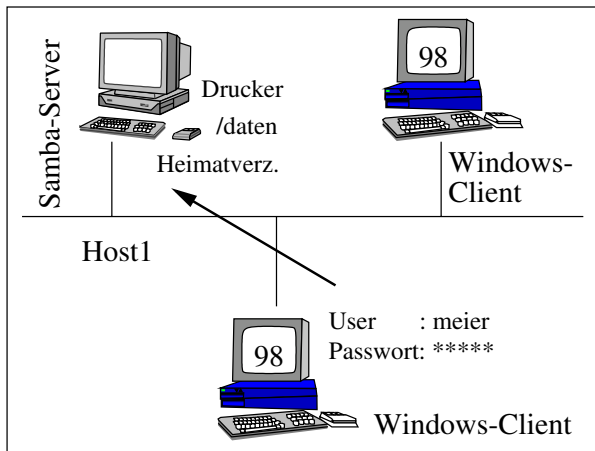 Samba-Server
Drucker
/daten
Heimatverz.
98
Windows-
Client
Host1
User : meier
Passwort: *****
98
Windows-Client